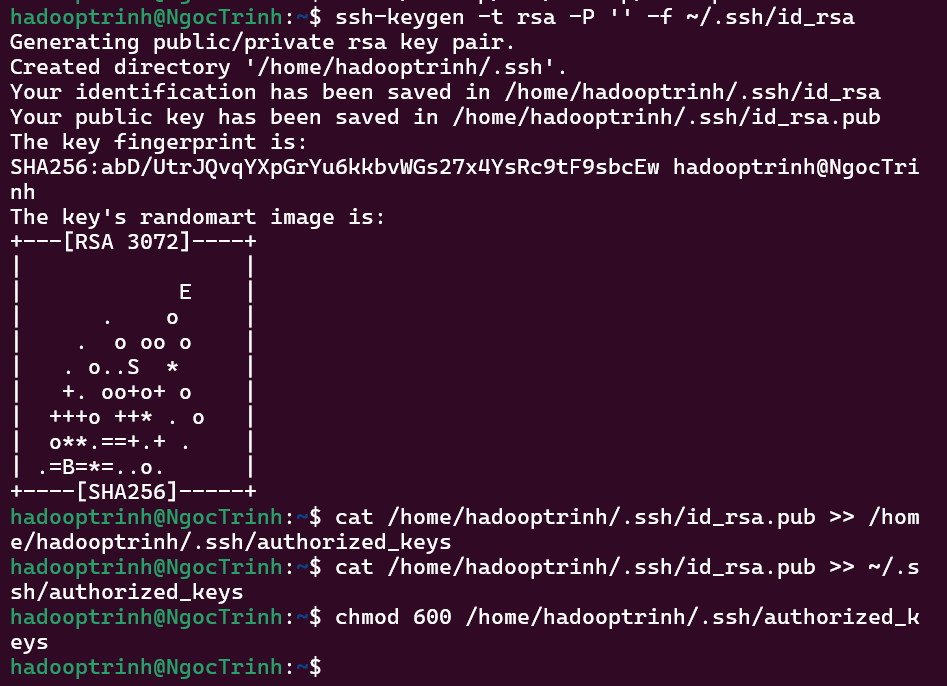 hadooptrinh@NgocTrinh:~$ ssh-keygen -t rsa -P '' -f ~/.ssh/id_rsa
Generating public/private rsa key pair.
Created directory '/home/hadooptrinh/.ssh'.
Your identification has been saved in /home/hadooptrinh/.ssh/id_rsa
Your public key has been saved in /home/hadooptrinh/.ssh/id_rsa.pub
The key fingerprint is:
SHA256:abD/UtrJQvqYXpGrYu6kkbvWGs27x4YsRc9tF9sbcEw hadooptrinh@NgocTri
nh
The key's randomart image is:
+---[RSA 3072]----+
|                 |
|            E    |
|      .    o     |
|    .  o oo o    |
|   . o..S  *     |
|   +. oo+o+ o    |
|  +++o ++* . o   |
|  o**.==+.+ .    |
| .=B=*=..o.      |
+----[SHA256]-----+
hadooptrinh@NgocTrinh:~$ cat /home/hadooptrinh/.ssh/id_rsa.pub >> /hom
e/hadooptrinh/.ssh/authorized_keys
hadooptrinh@NgocTrinh:~$ cat /home/hadooptrinh/.ssh/id_rsa.pub >> ~/.s
sh/authorized_keys
hadooptrinh@NgocTrinh:~$ chmod 600 /home/hadooptrinh/.ssh/authorized_k
eys
hadooptrinh@NgocTrinh:~$